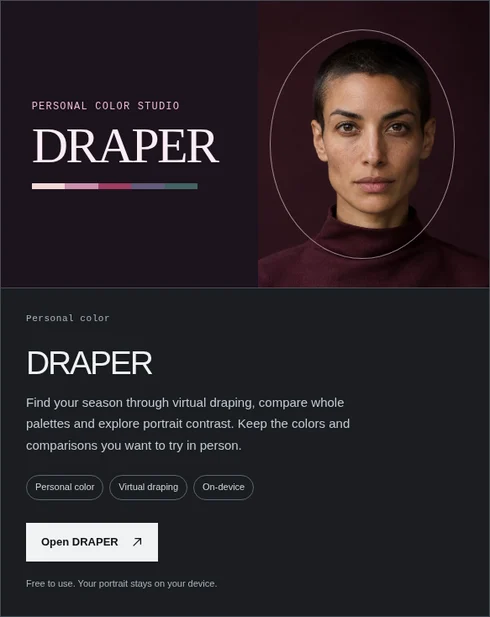 PERSONAL COLOR STUDIO
DRAPER
Personal color
DRAPER
Find your season through virtual draping, compare whole
palettes and explore portrait contrast. Keep the colors and
comparisons you want to try in person.
Personal color
Virtual draping
On-device
Open DRAPER
Free to use. Your portrait stays on your device.